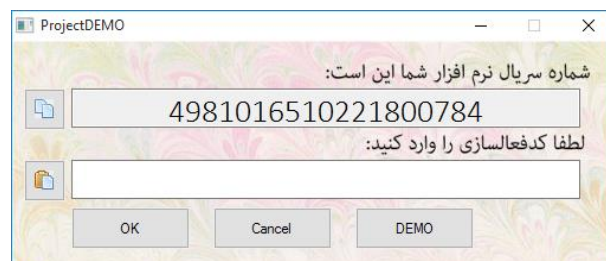 ProjectDEMO
شماره سریال نرم افزار شما این است:
4981016510221800784
لطفا کدفعالسازی را وارد کنید:
OK Cancel DEMO